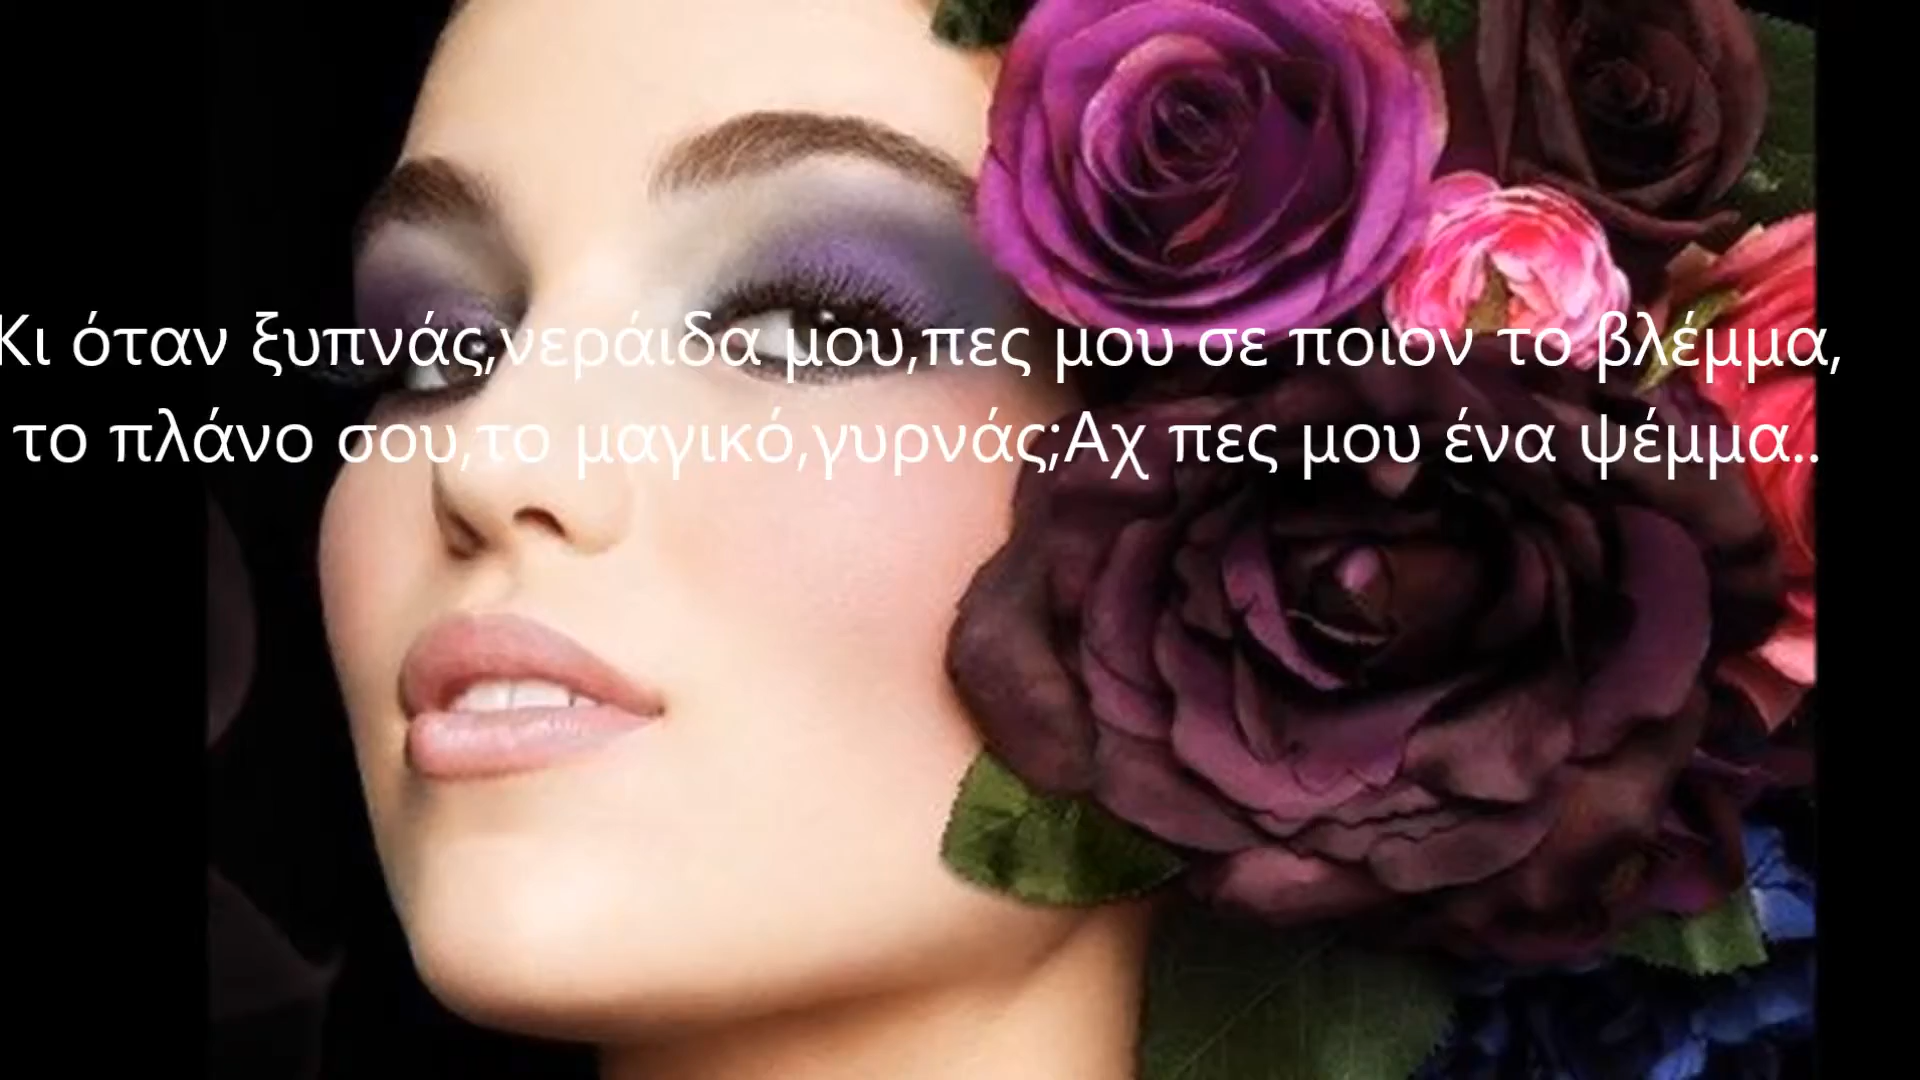 Κι όταν ξυπνάς,νεράιδα μου,πες μου σε ποιον το βλέμμα,
το πλάνο σου,το μαγικό,γυρνάς;Αχ πες μου ένα ψέμμα..